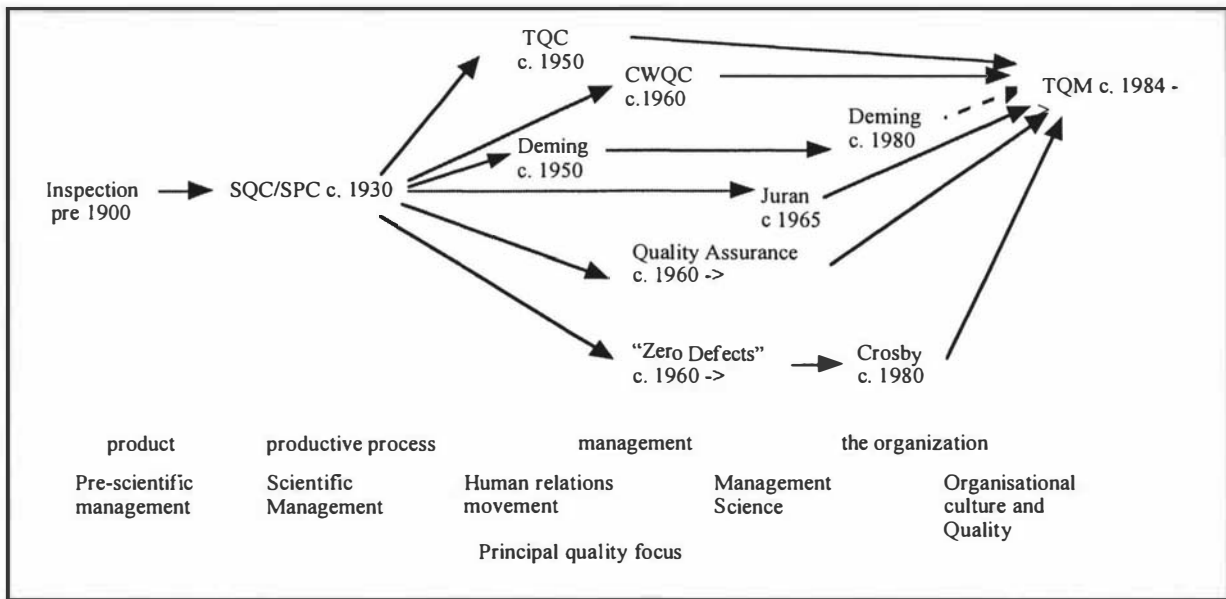 TQC
c. 1950
CWQC
c.1960
TQM c. 1984 -
Deming
c. 1980
Deming
c. 1950
Inspection
pre 1900
SQC/SPC c. 1930
Juran
c 1965
Quality Assurance
c. 1960 ->
“Zero Defects”
c. 1960 ->
Crosby
c. 1980
product productive process management the organization
Pre-scientific
management
Scientific
Management
Human relations
movement
Management
Science
Organisational
culture and
Quality
Principal quality focus